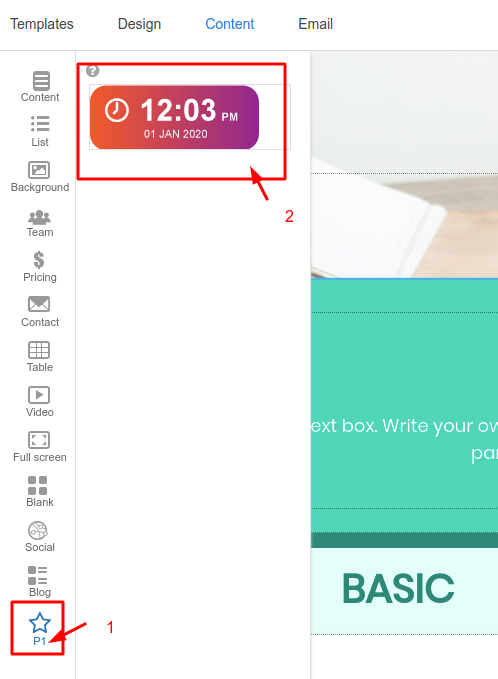 Templates Design Content Email
?
Content
List
Background
Team
Pricing
Contact
Table
Video
Full screen
Blank
Social
Blog
P1
1
12:03 PM
01 JAN 2020
2
ext box. Write your ow
par
BASIC